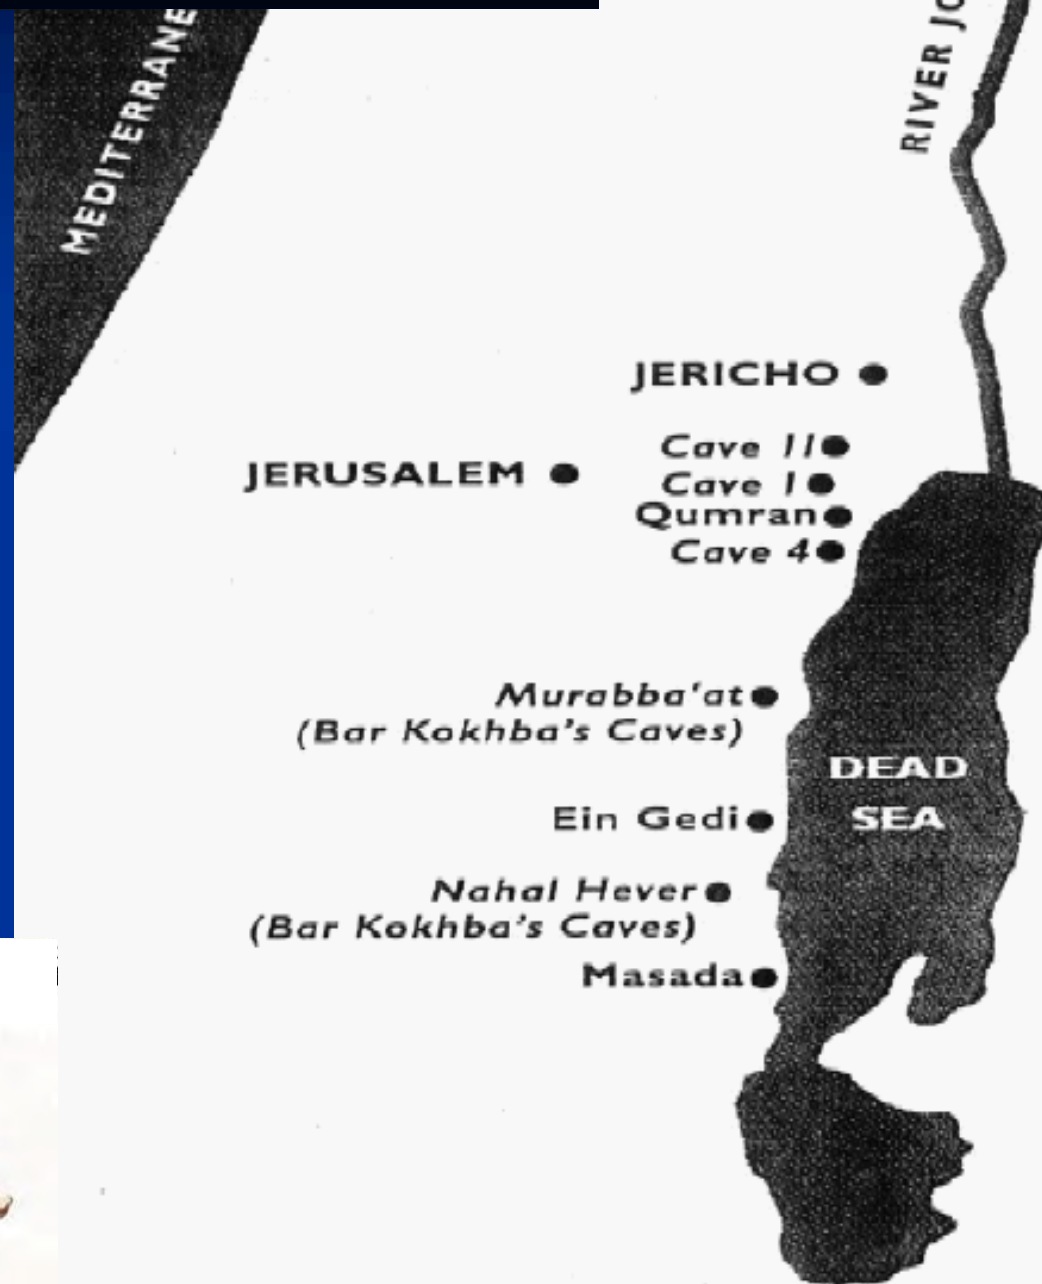 MEDITERRANE
RIVER JO
JERICHO
Cave 11
JERUSALEM
Cave 1
Qumran
Cave 4
Murabba'at
(Bar Kokhba's Caves)
DEAD
SEA
Ein Gedi
Nahal Hever
(Bar Kokhba's Caves)
Masada